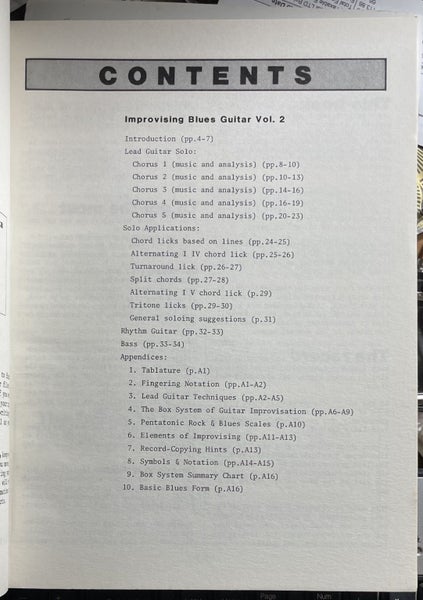 CONTENTS
Improvising Blues Guitar Vol. 2
Introduction (pp.4-7)
Lead Guitar Solo:
Chorus 1 (music and analysis) (pp.8-10)
Chorus 2 (music and analysis) (pp.10-13)
Chorus 3 (music and analysis) (pp.14-16)
Chorus 4 (music and analysis) (pp.16-19)
Chorus 5 (music and analysis) (pp.20-23)
Solo Applications:
Chord licks based on lines (pp.24-25)
Alternating I IV chord lick (pp.25-26)
Turnaround lick (pp.26-27)
Split chords (pp.27-28)
Alternating I V chord lick (p.29)
Tritone licks (pp.29-30)
General soloing suggestions (p.31)
Rhythm Guitar (pp.32-33)
Bass (pp.33-34)
Appendices:
1. Tablature (p.A1)
2. Fingering Notation (pp.A1-A2)
3. Lead Guitar Techniques (pp.A2-A5)
4. The Box System of Guitar Improvisation (pp.A6-A9)
5. Pentatonic Rock & Blues Scales (p.A10)
6. Elements of Improvising (pp.A11-A13)
7. Record-Copying Hints (p.A13)
8. Symbols & Notation (pp.A14-A15)
9. Box System Summary Chart (p.A16)
10. Basic Blues Form (p.A16)
Page Num